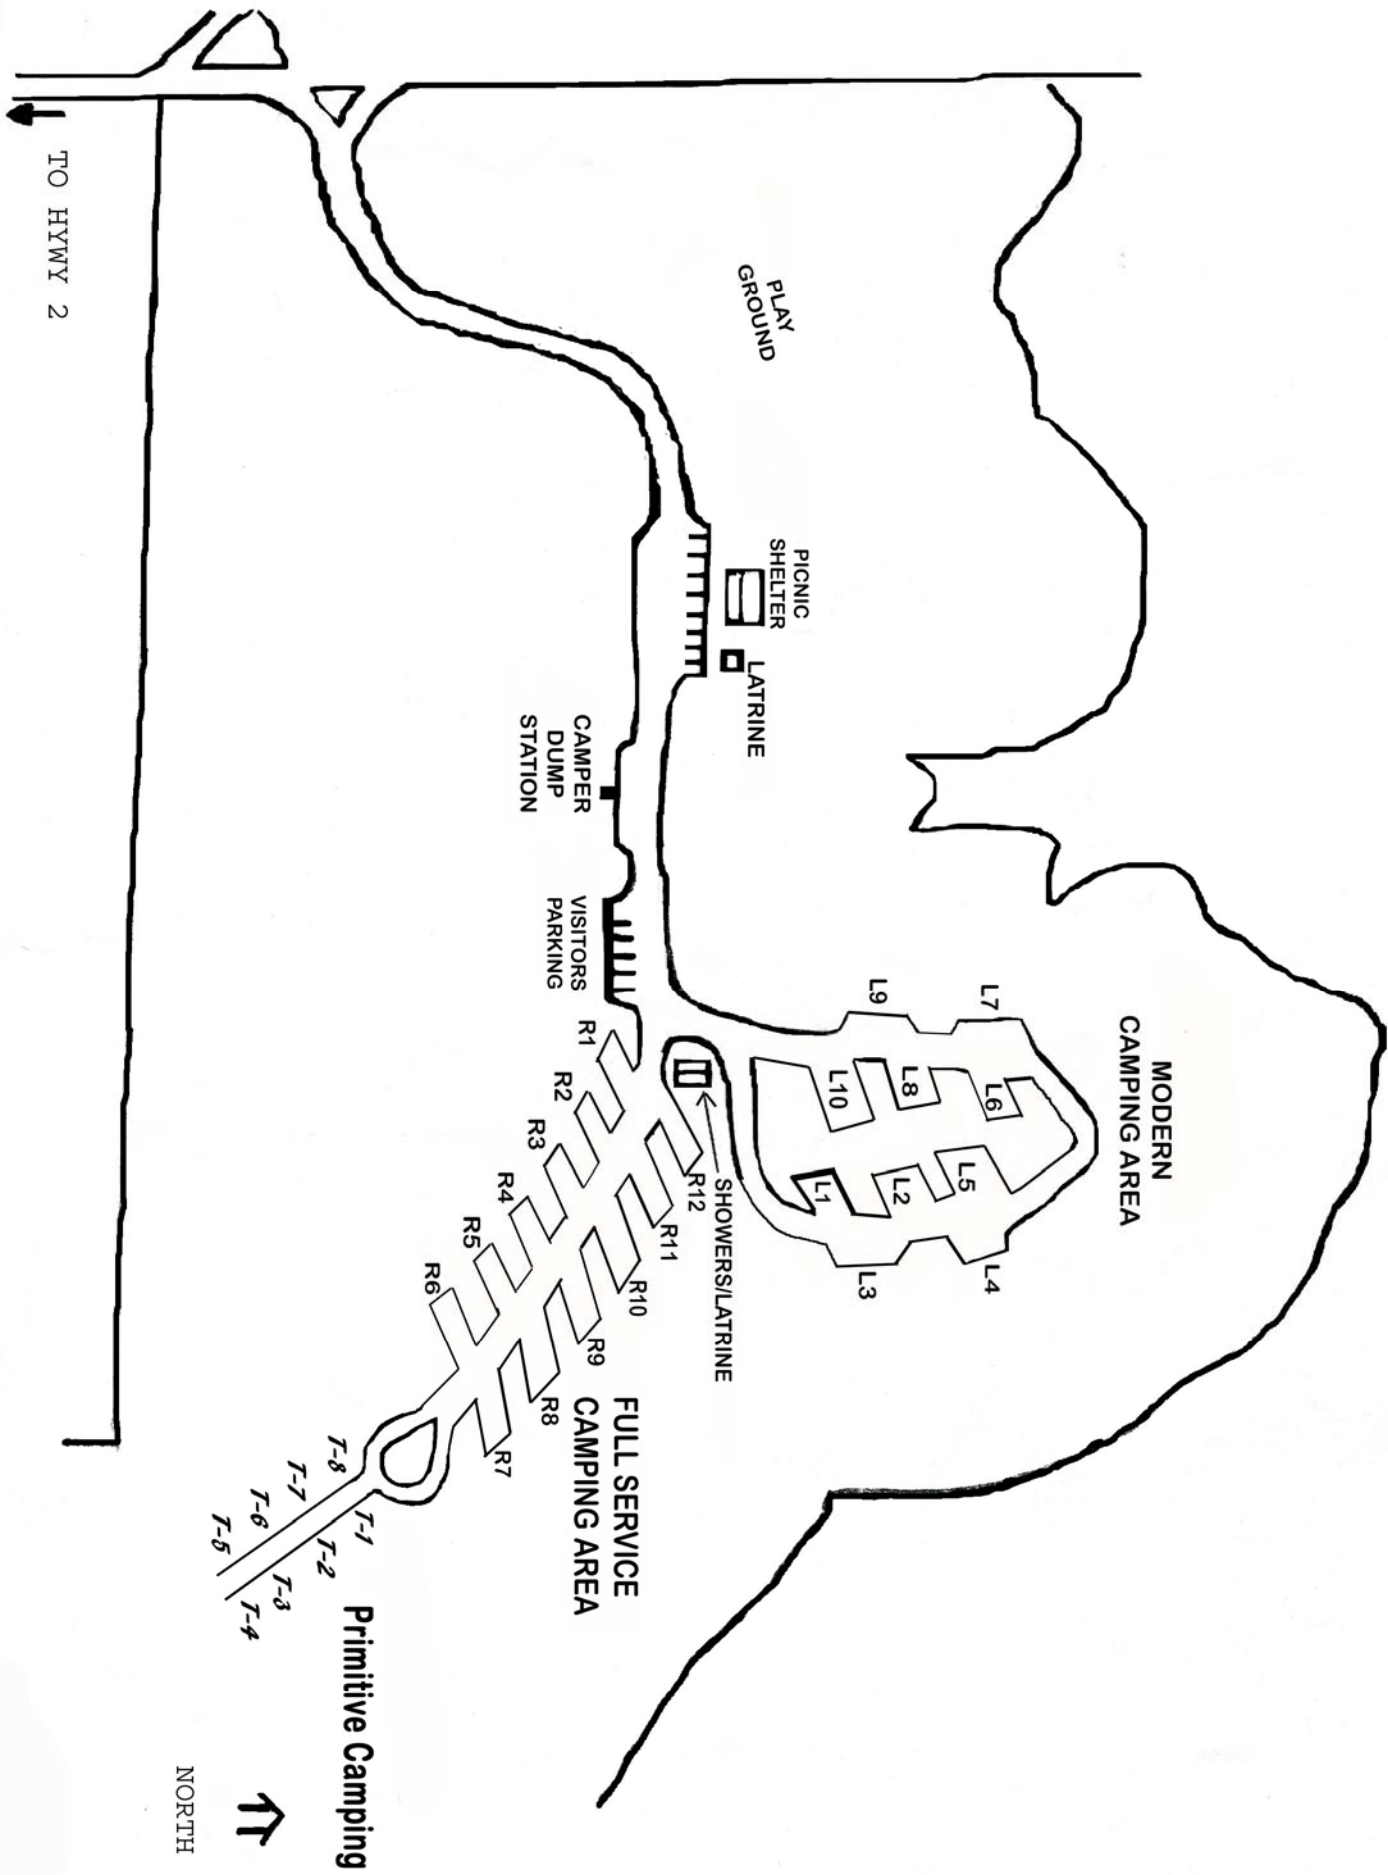 MODERN
CAMPING AREA
L7
L9
L6
L8
L10
L5
L2
L1
L4
L3
PLAY
GROUND
PICNIC
SHELTER
LATRINE
SHOWERS/LATRINE
CAMPER
DUMP
STATION
VISITORS
PARKING
R1
R2
R3
R4
R5
R6
R12
R11
R10
R9
R8
R7
FULL SERVICE
CAMPING AREA
T-1
T-2
T-3
T-4
T-8
T-7
T-6
T-5
Primitive Camping
TO HYWY 2
NORTH